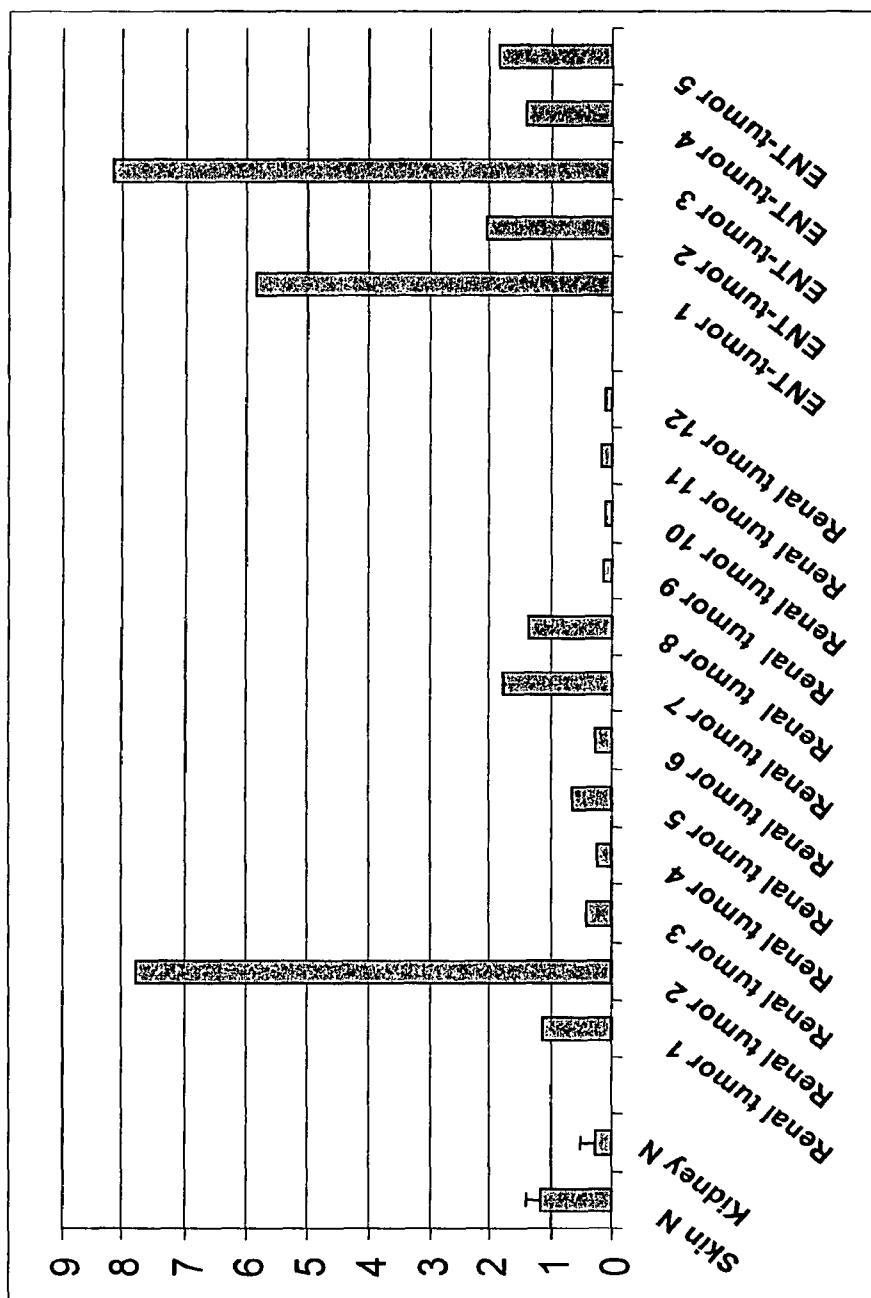 9
8
7
6
5
4
3
2
1
0
Skin N
Kidney N
Renal tumor 1
Renal tumor 2
Renal tumor 3
Renal tumor 4
Renal tumor 5
Renal tumor 6
Renal tumor 7
Renal tumor 8
Renal tumor 9
Renal tumor 10
Renal tumor 11
Renal tumor 12
ENT-tumor 1
ENT-tumor 2
ENT-tumor 3
ENT-tumor 4
ENT-tumor 5